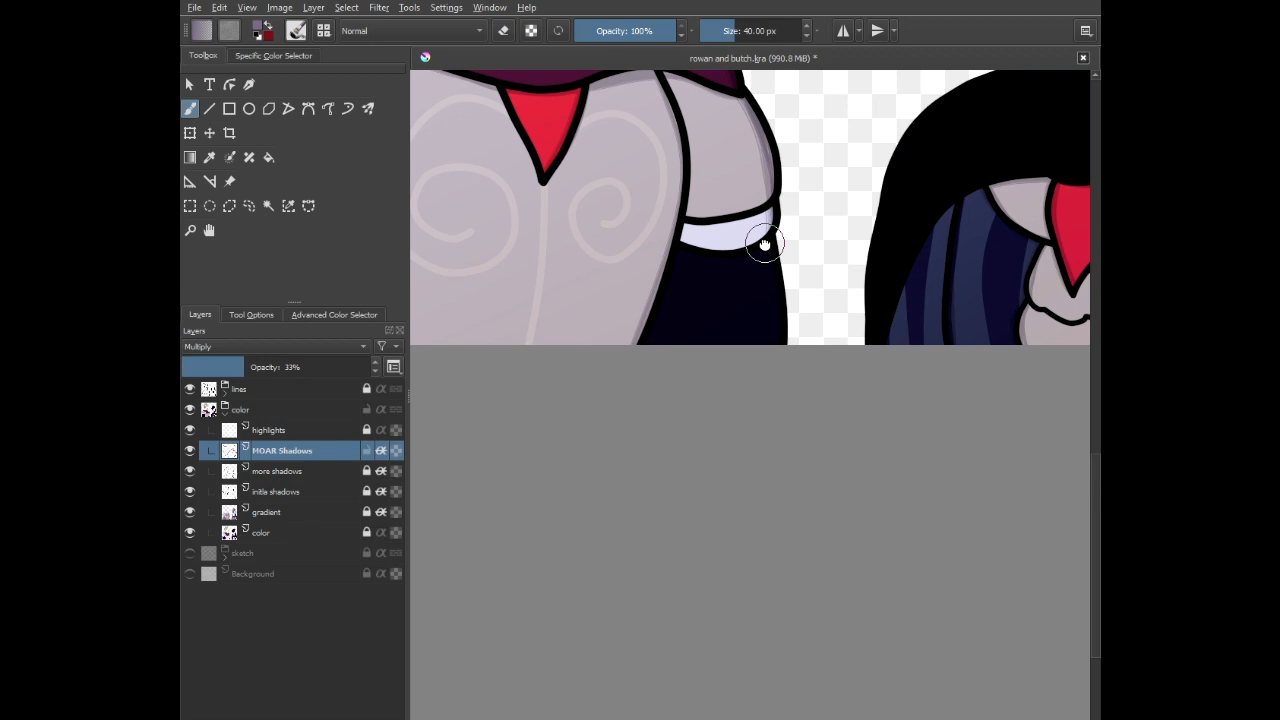 File Edit View Image Layer Select Filter Tools Settings Window Help
Normal Opacity: 100% Size: 40.00 px
Toolbox Specific Color Selector
rowan and butch.kra (990.8 MiB) *
Layers Tool Options Advanced Color Selector
Layers
Multiply
Opacity: 33%
lines
color
highlights
MOAR Shadows
more shadows
initla shadows
gradient
color
sketch
Background